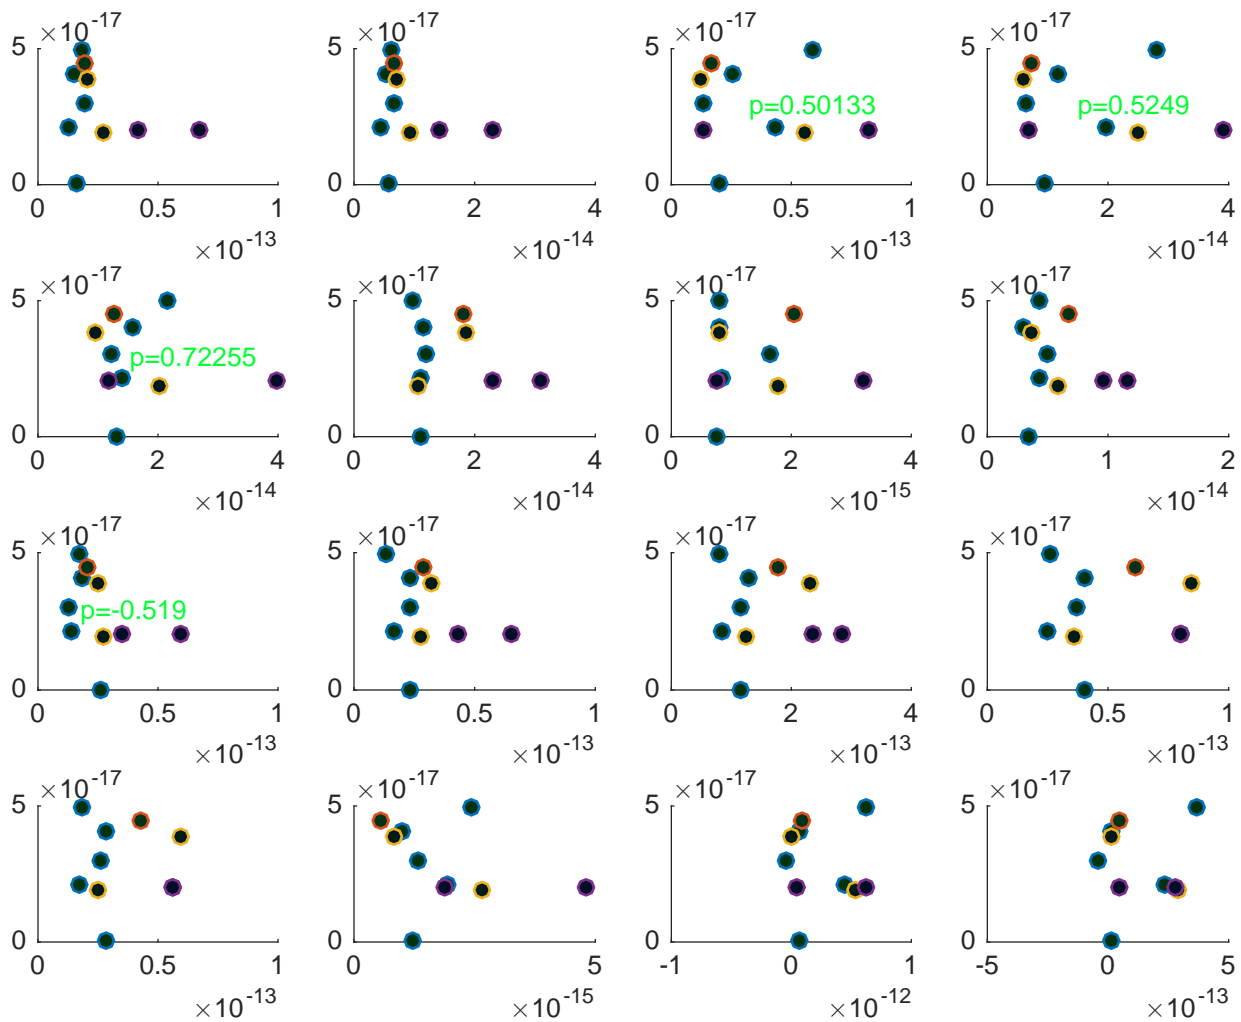 ×10-17 ×10-17 ×10-17 ×10-17
5 5 5 5
p=0.50133 p=0.5249
0 0 0 0
0 0.5 1 0 2 4 0 0.5 1 0 2 4
×10-13 ×10-14 ×10-13 ×10-14
×10-17 ×10-17 ×10-17 ×10-17
5 5 5 5
p=0.72255
0 0 0 0
0 2 4 0 2 4 0 2 4 0 1 2
×10-14 ×10-14 ×10-15 ×10-14
×10-17 ×10-17 ×10-17 ×10-17
5 5 5 5
p=-0.519
0 0 0 0
0 0.5 1 0 0.5 1 0 2 4 0 0.5 1
×10-13 ×10-13 ×10-13 ×10-13
×10-17 ×10-17 ×10-17 ×10-17
5 5 5 5
0 0 0 0
0 0.5 1 0 5 -1 0 1 -5 0 5
×10-13 ×10-15 ×10-12 ×10-13